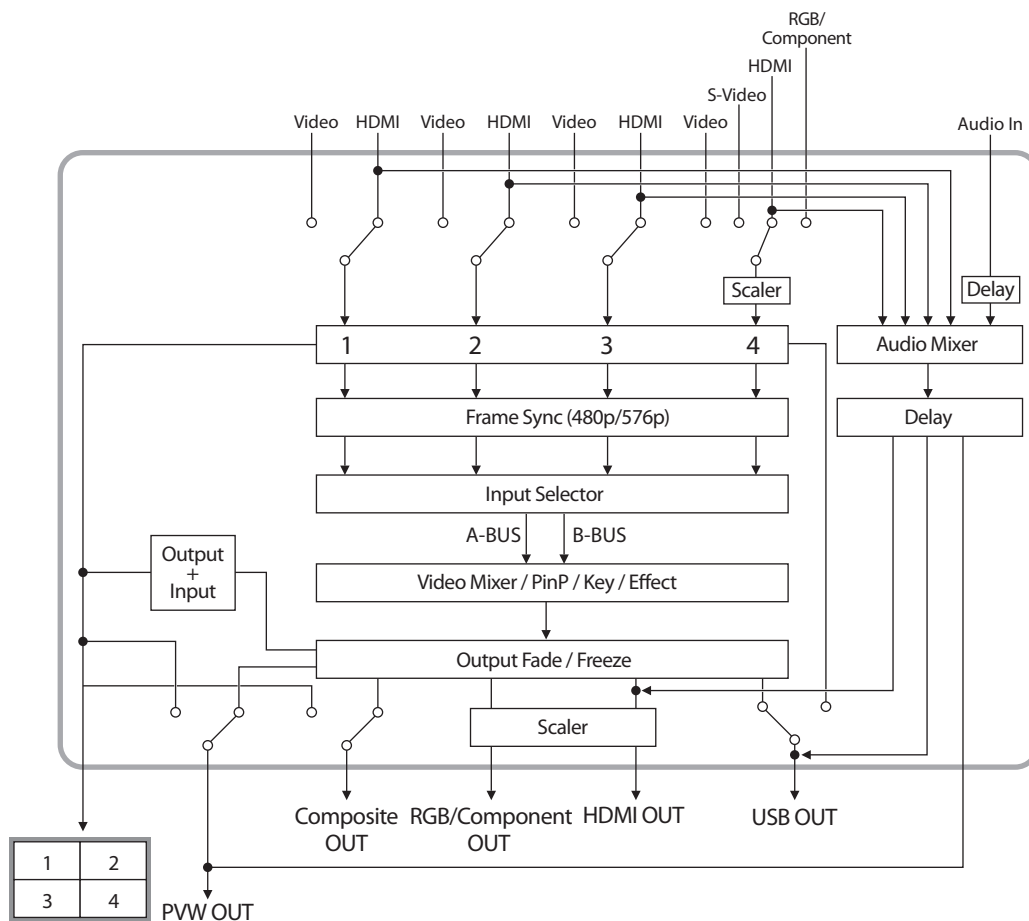 RGB/
Component
HDMI
S-Video
Video HDMI Video HDMI Video HDMI Video
Audio In
Scaler
Delay
1 2 3 4
Audio Mixer
Frame Sync (480p/576p)
Delay
Input Selector
A-BUS B-BUS
Output
+
Input
Video Mixer / PinP / Key / Effect
Output Fade / Freeze
Scaler
Composite
OUT
RGB/Component
OUT
HDMI OUT
USB OUT
1 2
3 4
PVW OUT